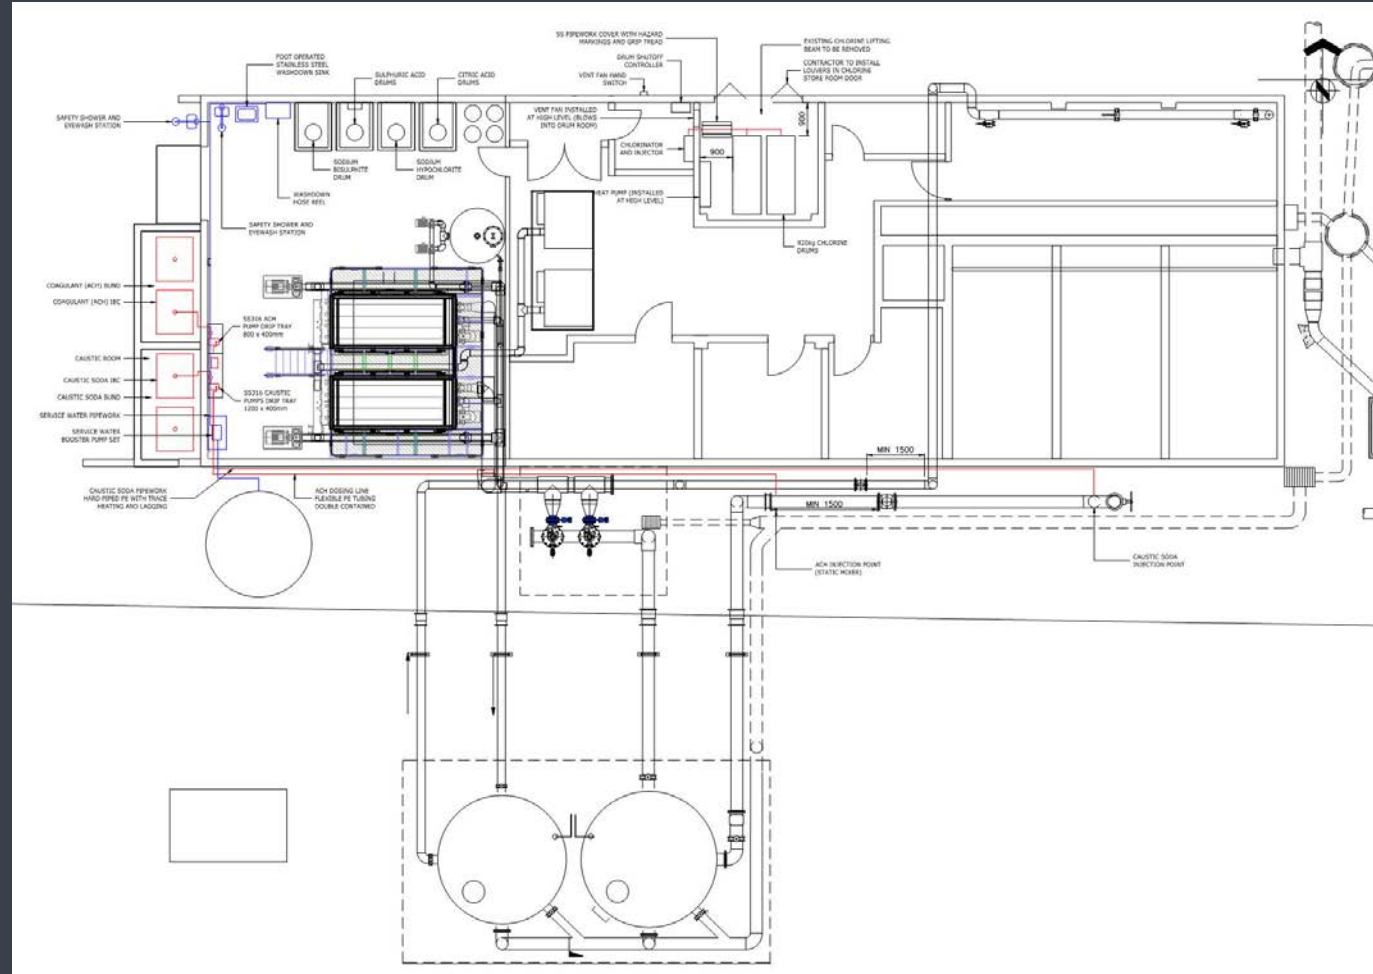 SS PIPEWORK COVER WITH HAZARD
MARKINGS AND GRIP TREAD
EXISTING CHLORINE LIFTING
BEAM TO BE REMOVED
DRUM SHUTOFF
CONTROLLER
CONTRACTOR TO INSTALL
LOUVERS IN CHLORINE
STORE ROOM DOOR
VENT FAN HAND
SWITCH
FOOT OPERATED
STAINLESS STEEL
WASHDOWN SINK
SULPHURIC ACID
DRUMS
CITRIC ACID
DRUMS
SAFETY SHOWER AND
EYEWASH STATION
VENT FAN INSTALLED
AT HIGH LEVEL (BLOWS
INTO DRUM ROOM)
900
CHLORINATOR
AND INJECTOR
900
SODIUM
BISULPHITE
DRUM
SODIUM
HYPOCHLORITE
DRUM
WASHDOWN
HOSE REEL
HEAT PUMP (INSTALLED
AT HIGH LEVEL)
SAFETY SHOWER AND
EYEWASH STATION
920kg CHLORINE
DRUMS
COAGULANT (ACH) BUND
COAGULANT (ACH) IBC
SS316 ACH
PUMP DRIP TRAY
800 x 400mm
CAUSTIC ROOM
CAUSTIC SODA IBC
CAUSTIC SODA BUND
SS316 CAUSTIC
PUMPS DRIP TRAY
1200 x 400mm
SERVICE WATER PIPEWORK
SERVICE WATER
BOOSTER PUMP SET
MIN 1500
CAUSTIC SODA PIPEWORK
HARD PIPED PE WITH TRACE
HEATING AND LAGGING
ACH DOSING LINE
FLEXIBLE PE TUBING
DOUBLE CONTAINED
MIN 1500
ACH INJECTION POINT
(STATIC MIXER)
CAUSTIC SODA
INJECTION POINT
N